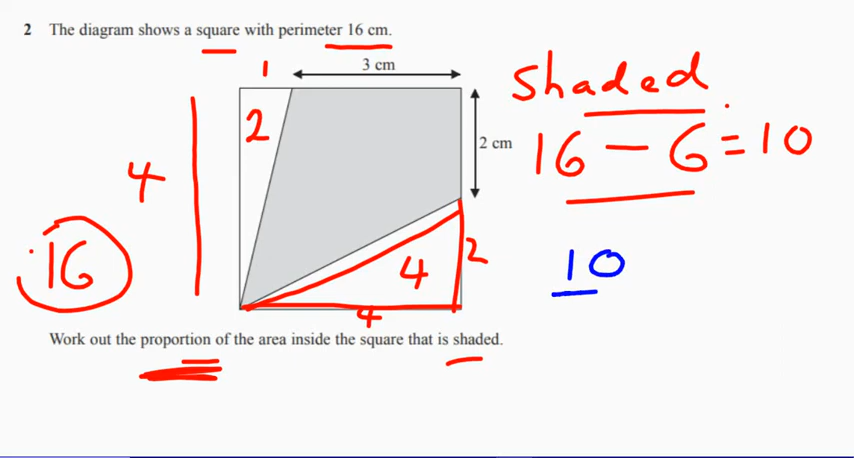 2 The diagram shows a square with perimeter 16 cm.
1
3 cm
shaded
2
2 cm
16 - 6 = 10
4
16
4
2
10
4
Work out the proportion of the area inside the square that is shaded.